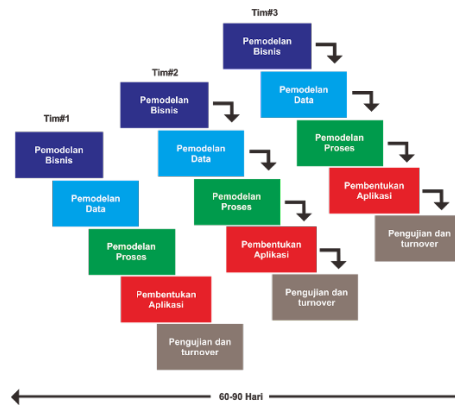 Tim#1
Pemodelan
Bisnis
Pemodelan
Data
Pemodelan
Proses
Pembentukan
Aplikasi
Pengujian dan
turnover
Tim#2
Pemodelan
Bisnis
Pemodelan
Data
Pemodelan
Proses
Pembentukan
Aplikasi
Pengujian dan
turnover
Tim#3
Pemodelan
Bisnis
Pemodelan
Data
Pemodelan
Proses
Pembentukan
Aplikasi
Pengujian dan
turnover
60-90 Hari